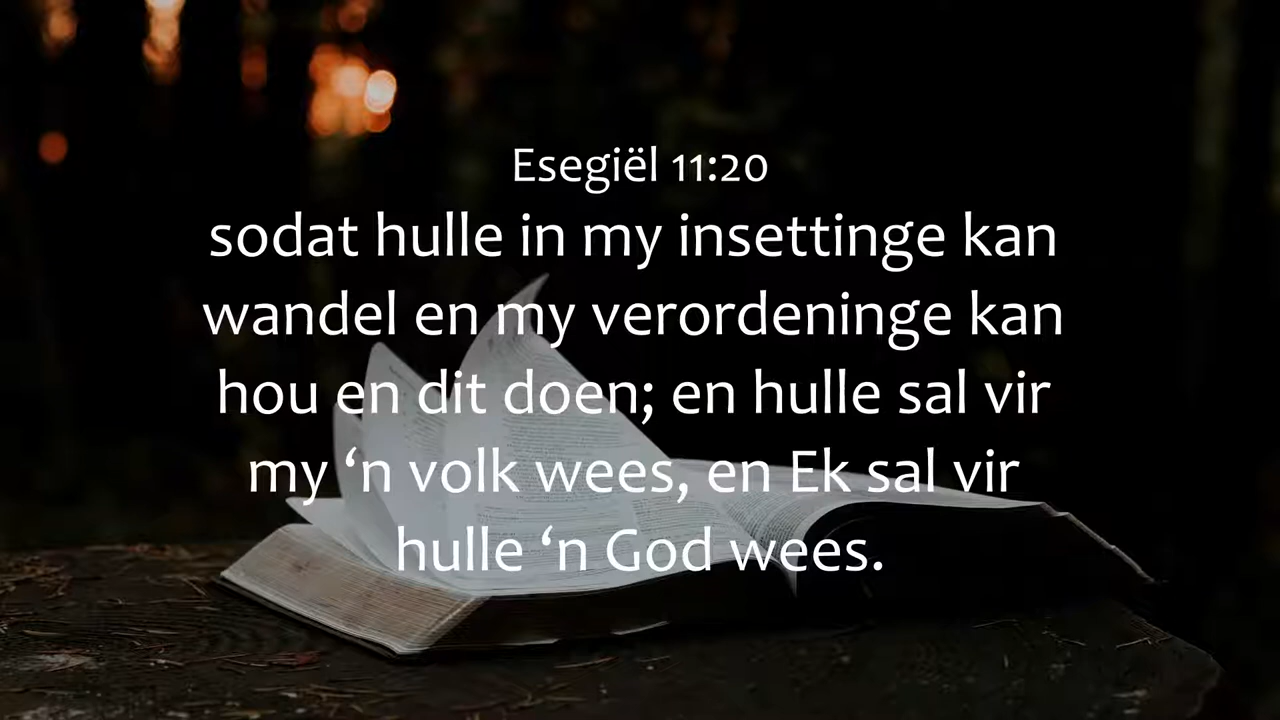 Esegiël 11:20
sodat hulle in my insettinge kan
wandel en my verordeninge kan
hou en dit doen; en hulle sal vir
my ‘n volk wees, en Ek sal vir
hulle ‘n God wees.